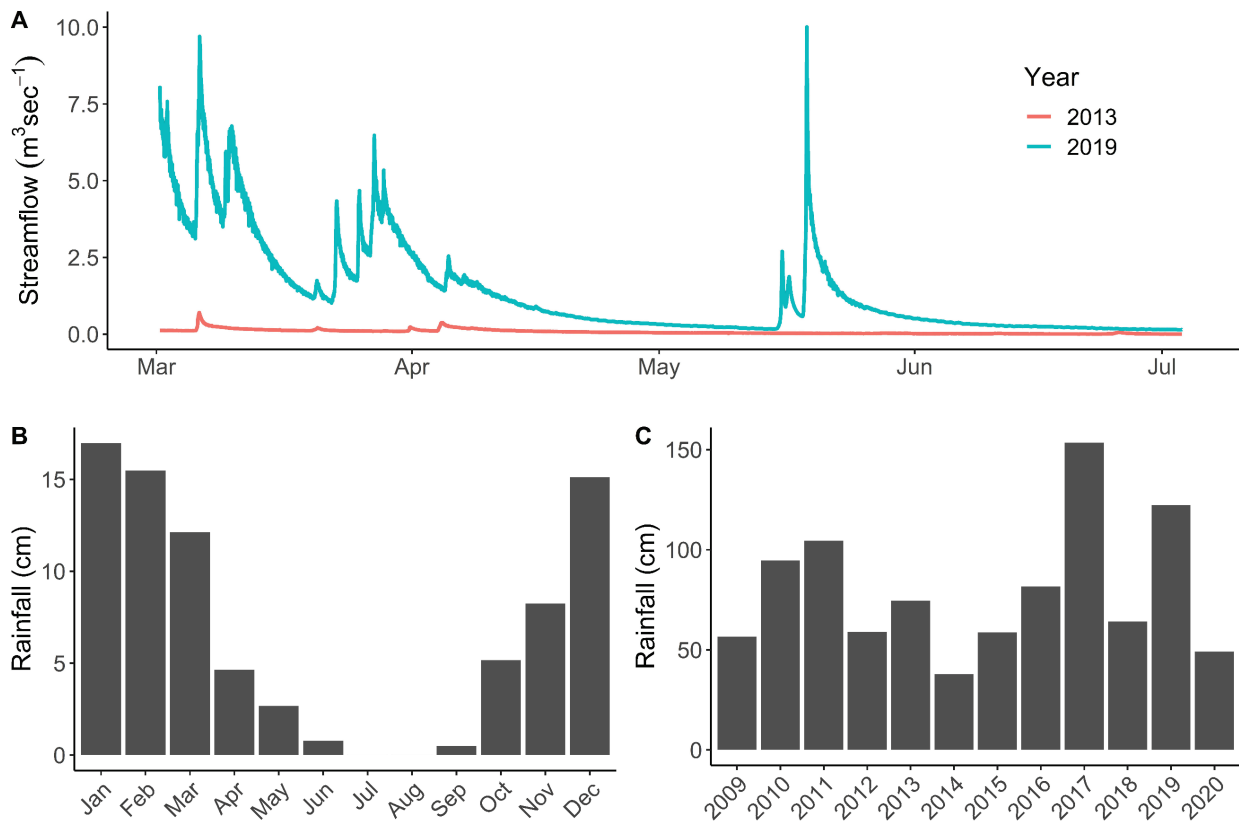 A
Streamflow (m³sec⁻¹)
10.0
7.5
5.0
2.5
0.0
Mar Apr May Jun Jul
Year
2013
2019
B
Rainfall (cm)
15
10
5
0
Jan Feb Mar Apr May Jun Jul Aug Sep Oct Nov Dec
C
Rainfall (cm)
150
100
50
0
2009 2010 2011 2012 2013 2014 2015 2016 2017 2018 2019 2020